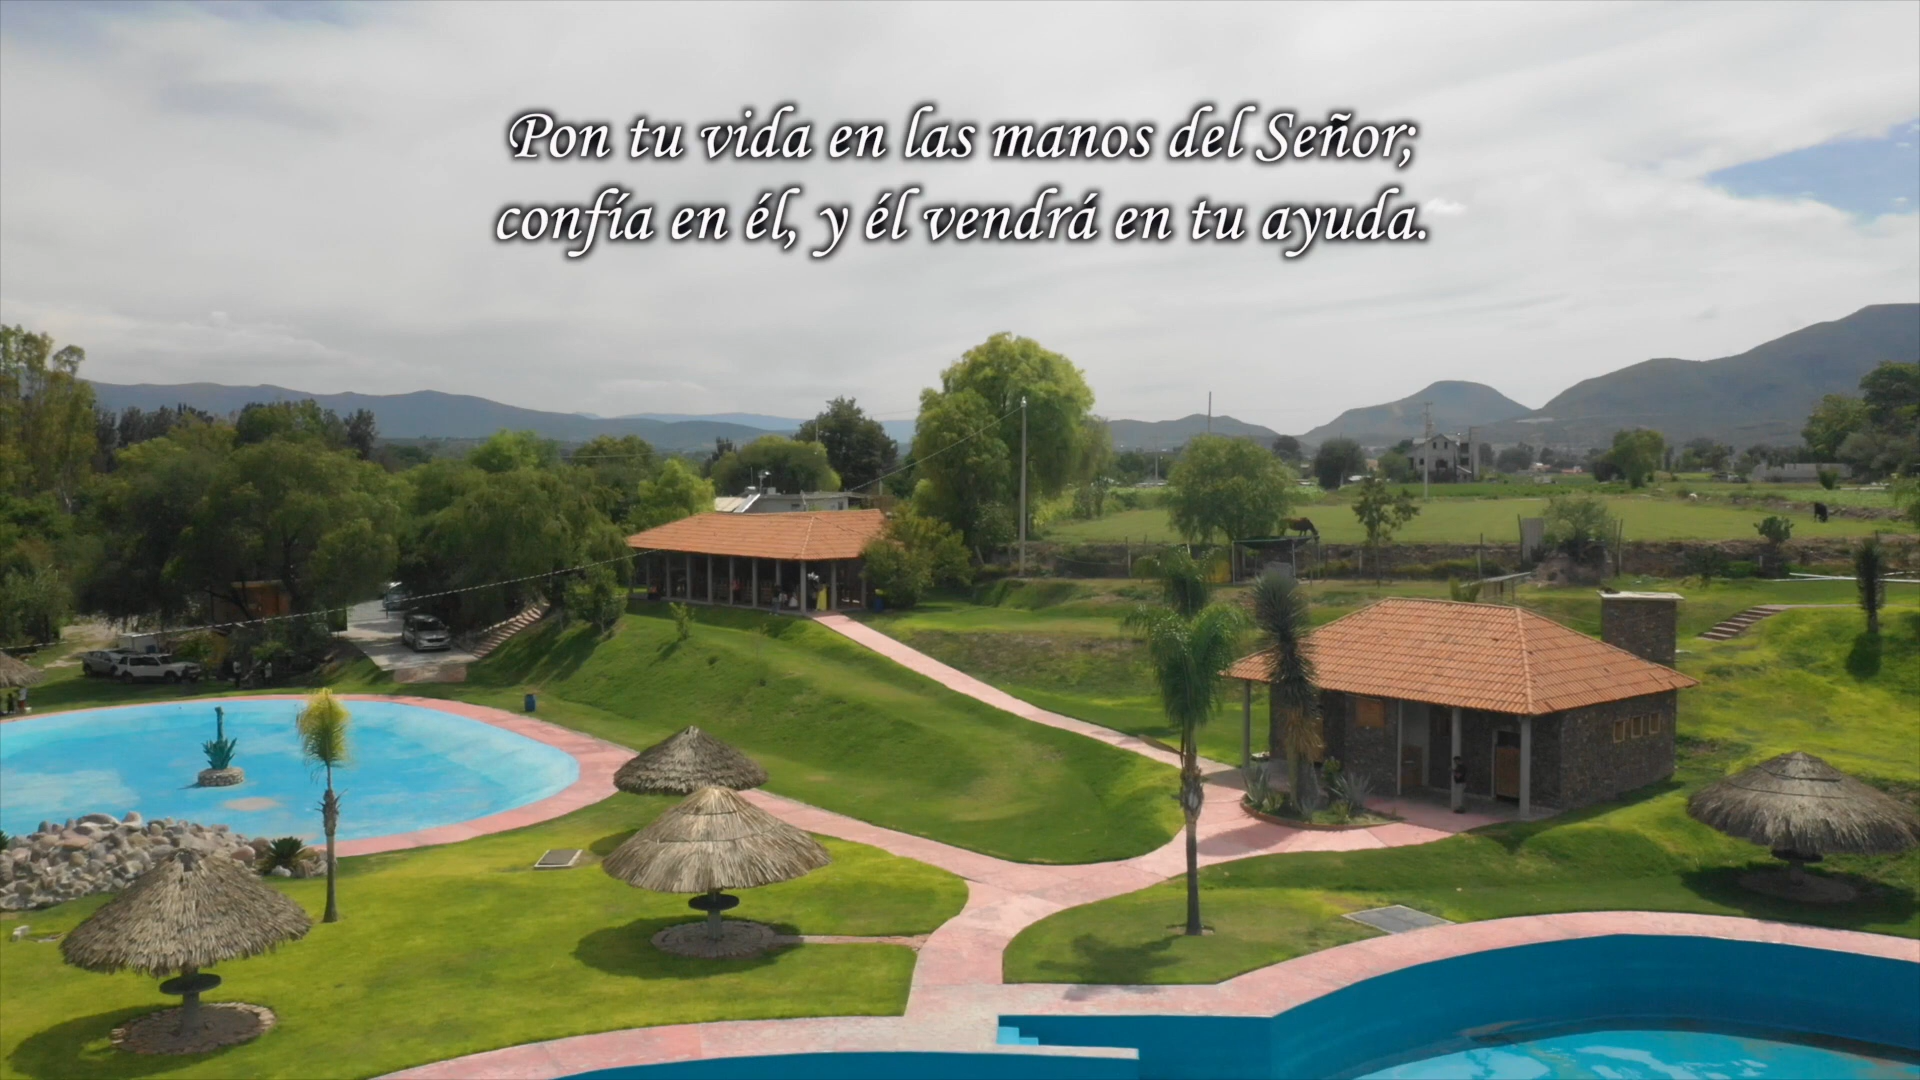 Pon tu vida en las manos del Señor;
confía en él, y él vendrá en tu ayuda.